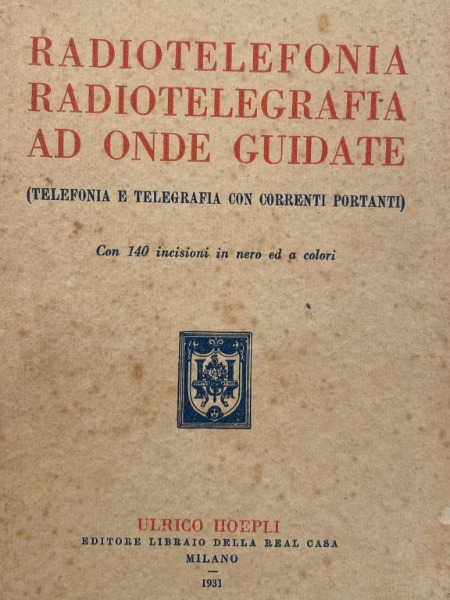 RADIOTELEFONIA
RADIOTELEGRAFIA
AD ONDE GUIDATE
(TELEFONIA E TELEGRAFIA CON CORRENTI PORTANTI)
Con 140 incisioni in nero ed a colori
ULRICO HOEPLI
EDITORE LIBRAIO DELLA REAL CASA
MILANO
—
1931